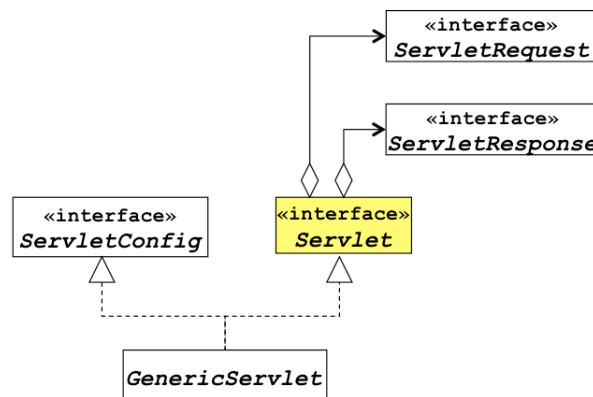 «interface»
ServletRequest
«interface»
ServletResponse
«interface»
ServletConfig
«interface»
Servlet
GenericServlet